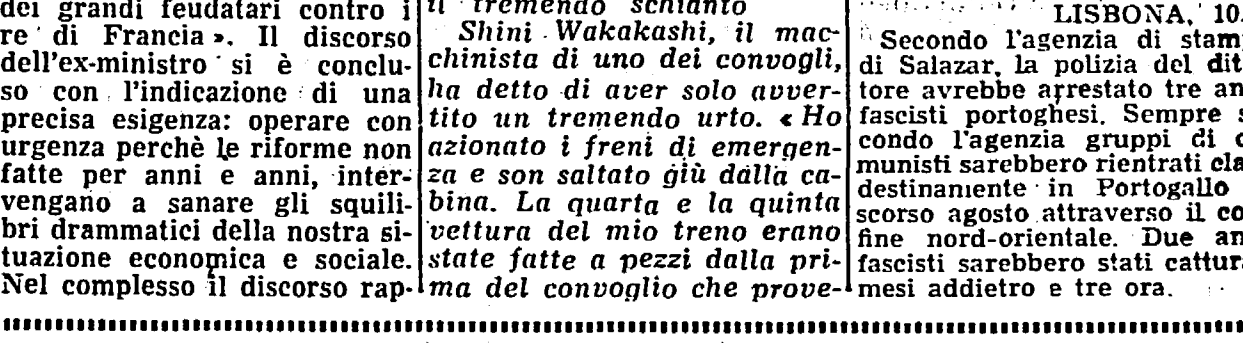 dei grandi feudatari contro i
re di Francia ». Il discorso
dell'ex-ministro si è conclu-
so con l'indicazione di una
precisa esigenza: operare con
urgenza perchè le riforme non
fatte per anni e anni, inter-
vengano a sanare gli squili-
bri drammatici della nostra si-
tuazione economica e sociale.
Nel complesso il discorso rap-
il tremendo schianto
Shini Wakakashi, il mac-
chinista di uno dei convogli,
ha detto di aver solo avver-
tito un tremendo urto. « Ho
azionato i freni di emergen-
za e son saltato giù dalla ca-
bina. La quarta e la quinta
vettura del mio treno erano
state fatte a pezzi dalla pri-
ma del convoglio che prove-
LISBONA, 10.
Secondo l'agenzia di stam
di Salazar, la polizia del dit
tore avrebbe arrestato tre an
fascisti portoghesi. Sempre s
condo l'agenzia gruppi di c
munisti sarebbero rientrati cla
destinamente in Portogallo
scorso agosto attraverso il co
fine nord-orientale. Due an
fascisti sarebbero stati cattur
mesi addietro e tre ora.